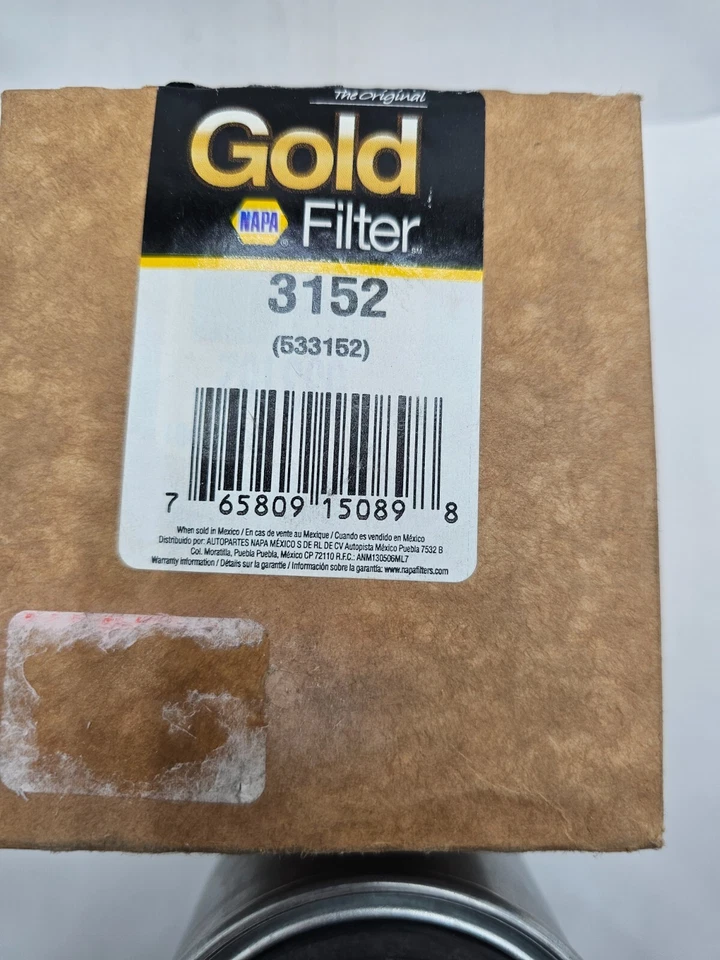 The Original
Gold
NAPA Filter
3152
(533152)
7 65809 15089 8
When sold in Mexico / En cas de vente au Mexique / Cuando es vendido en México
Distribuido por: AUTOPARTES NAPA MÉXICO S DE RL DE CV Autopista México Puebla 7532 B
Col. Moratilla, Puebla Puebla, México CP 72110 R.F.C.: ANM130506ML7
Warranty information / Détails sur la garantie / Información sobre la garantía: www.napafilters.com